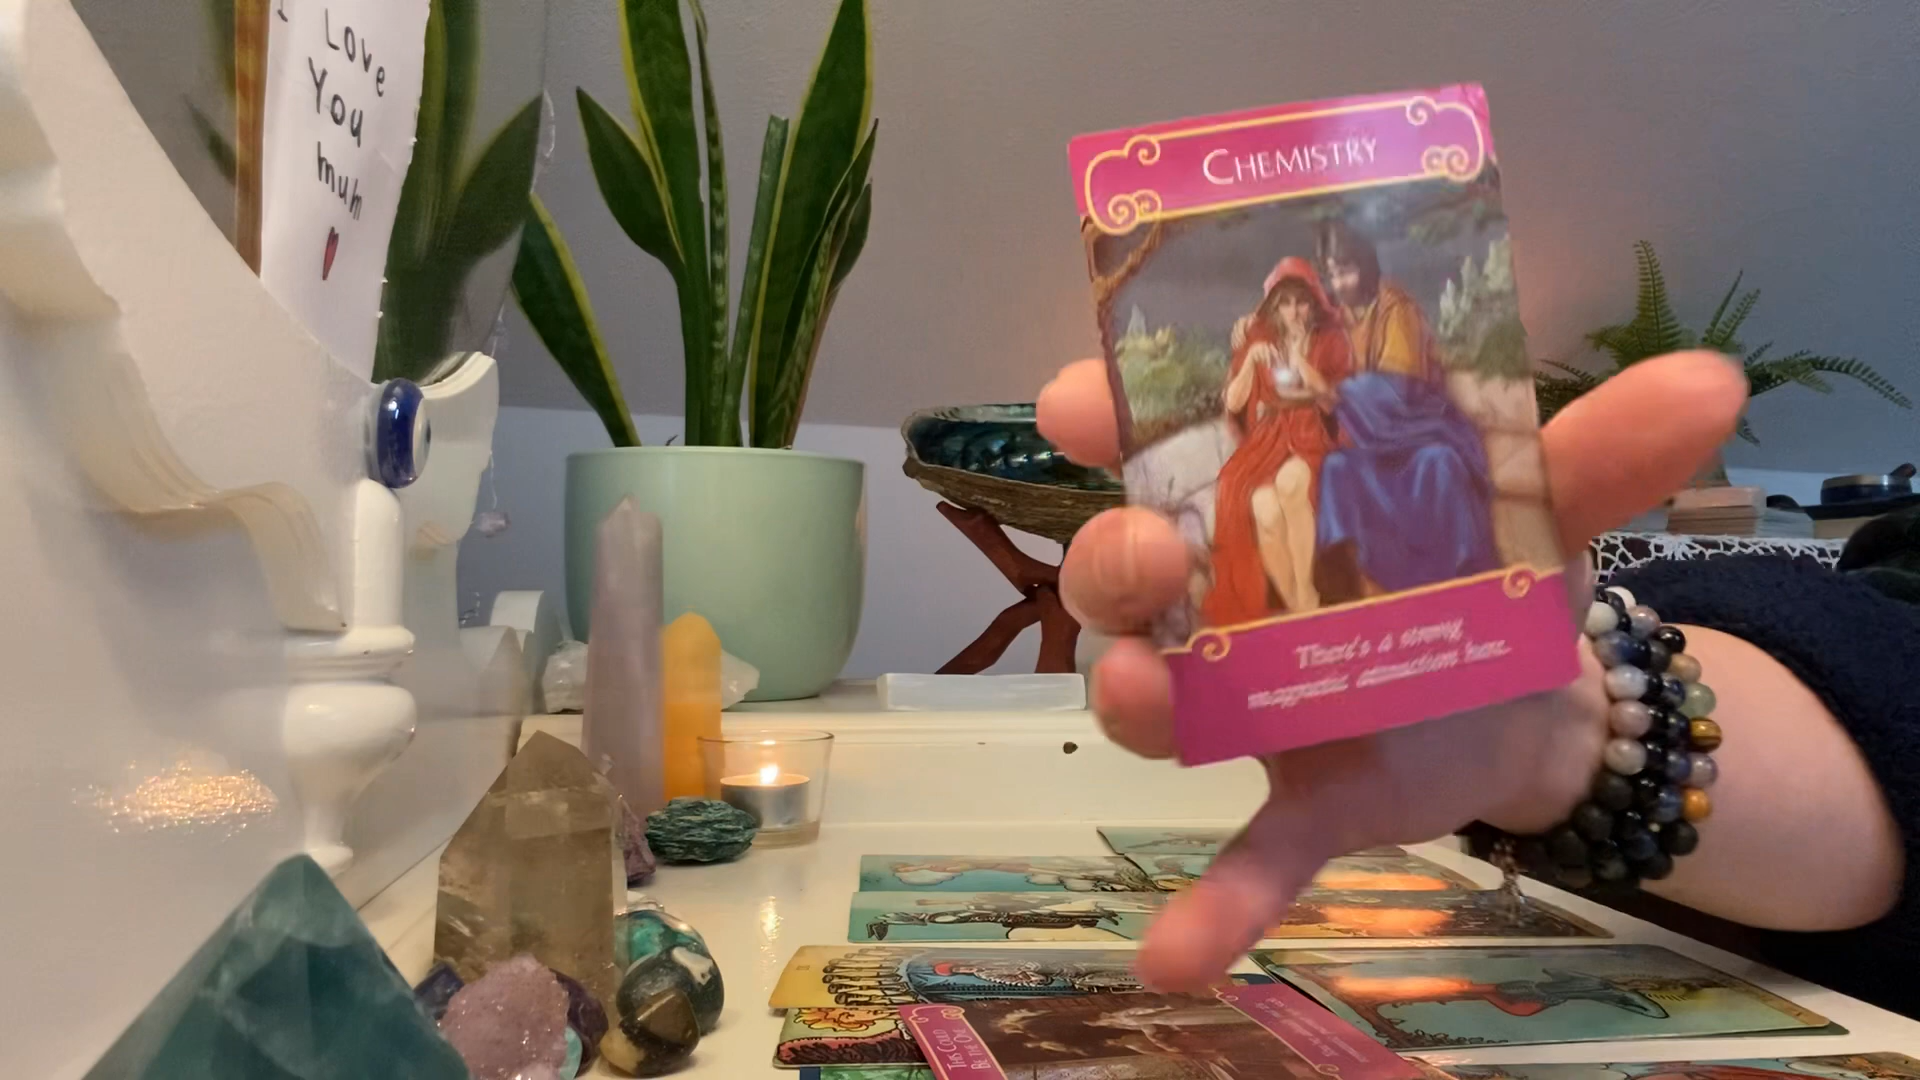 I
Love
You
mum
CHEMISTRY
There's a strong
magnetic attraction here.
THIS COULD
BE THE ONE